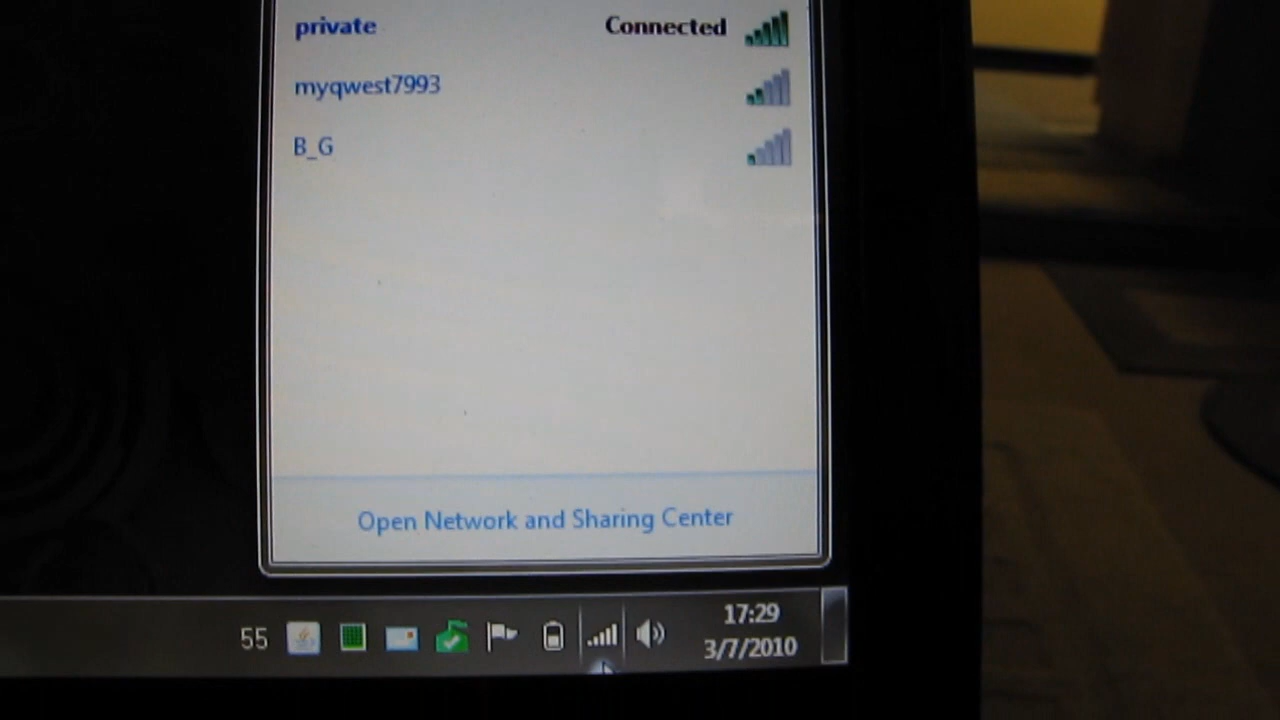 private Connected
myqwest7993
B_G
Open Network and Sharing Center
55
17:29
3/7/2010